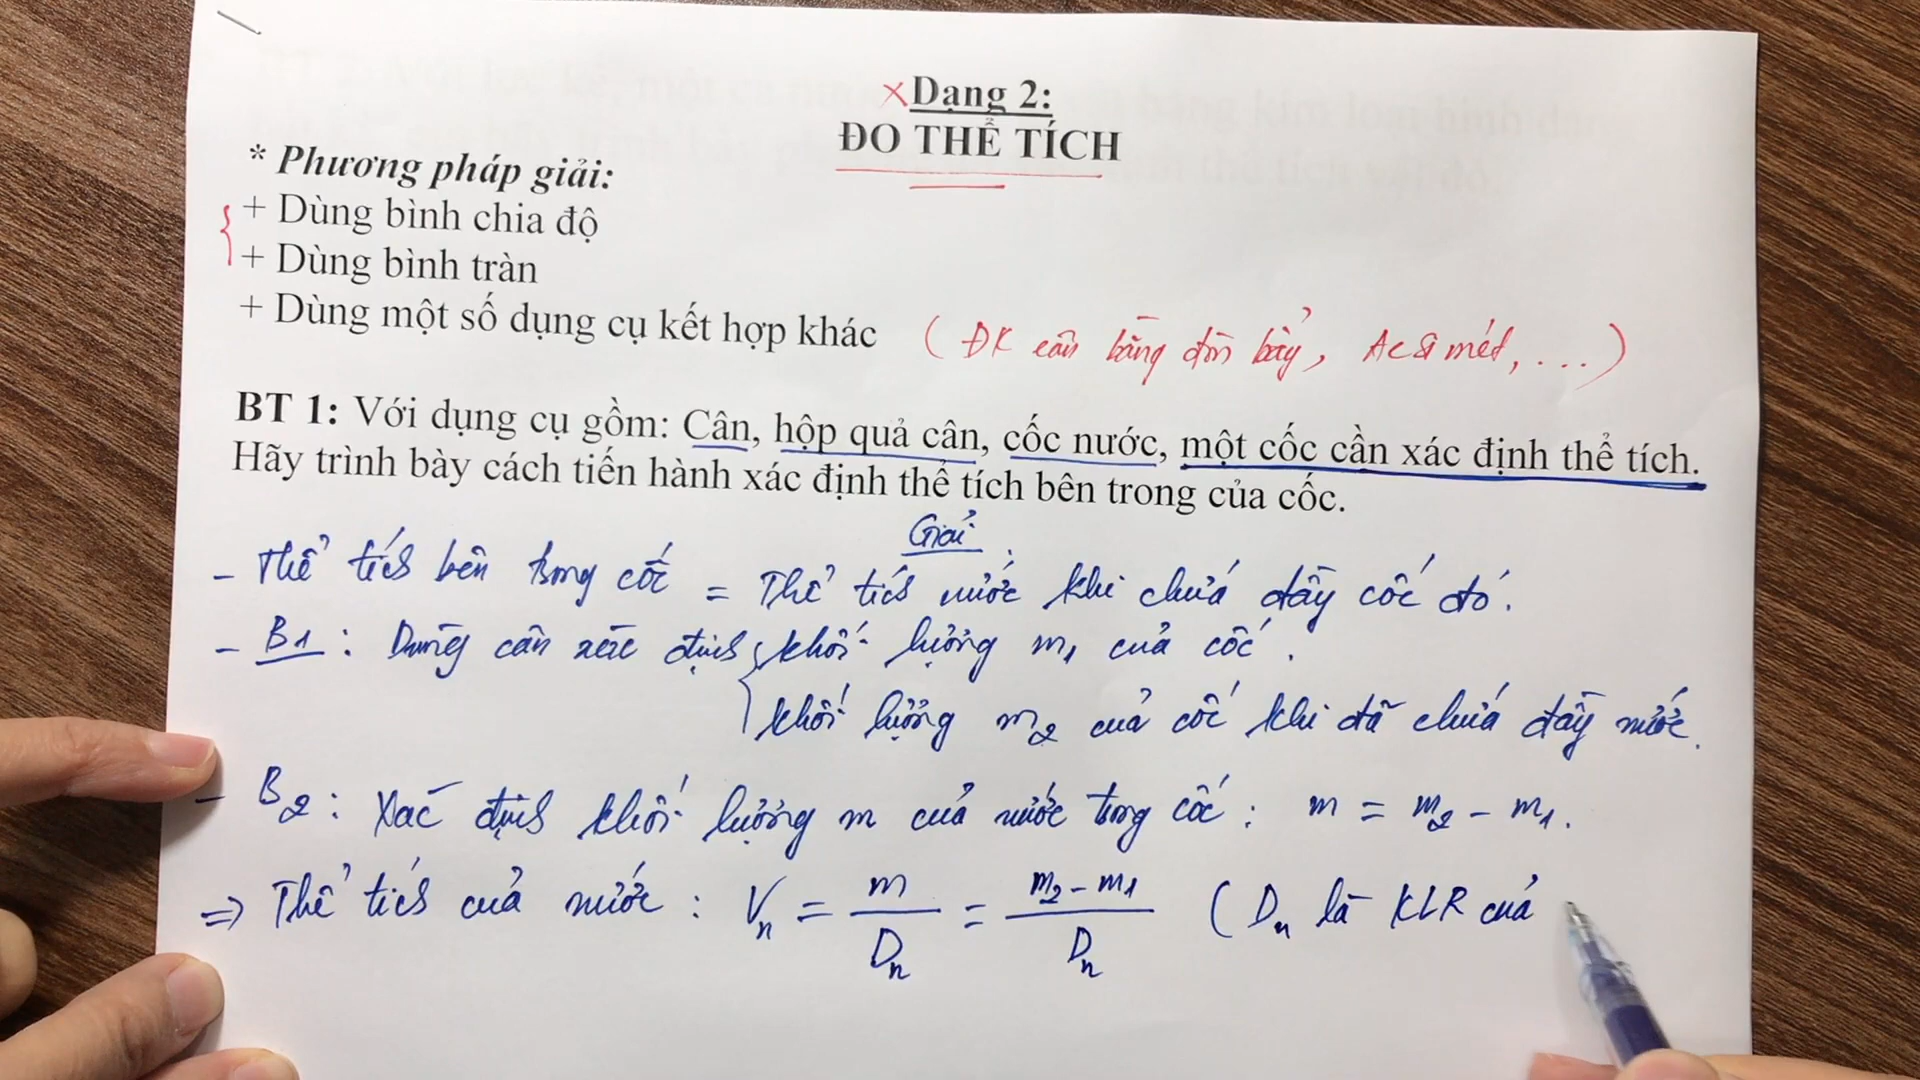 Dạng 2:
ĐO THỂ TÍCH
* Phương pháp giải:
+ Dùng bình chia độ
+ Dùng bình tràn
+ Dùng một số dụng cụ kết hợp khác (ĐK cân bằng đòn bẩy, Acsimét, ...)
BT 1: Với dụng cụ gồm: Cân, hộp quả cân, cốc nước, một cốc cần xác định thể tích.
Hãy trình bày cách tiến hành xác định thể tích bên trong của cốc.
Giải:
- Thể tích bên trong cốc = Thể tích nước khi chứa đầy cốc đó.
- B1: Dùng cân xác định { khối lượng m₁ của cốc.
khối lượng m₂ của cốc khi đã chứa đầy nước.
- B2: Xác định khối lượng m của nước trong cốc: m = m₂ - m₁.
=> Thể tích của nước: Vₙ = m/Dₙ = (m₂ - m₁)/Dₙ (Dₙ là KLR của